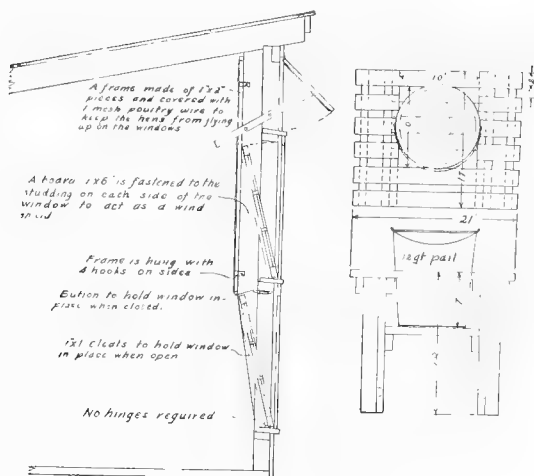 A frame made of 1"x2"
pieces and covered with
1 mesh poultry wire to
keep the hens from flying
up on the windows
A board 1x6" is fastened to the
studding on each side of the
window to act as a wind
Frame is hung with
4 hooks on sides
Button to hold window in
place when closed.
1"x1 cleats to hold window
in place when open
No hinges required
10'
21'
12 qt pail